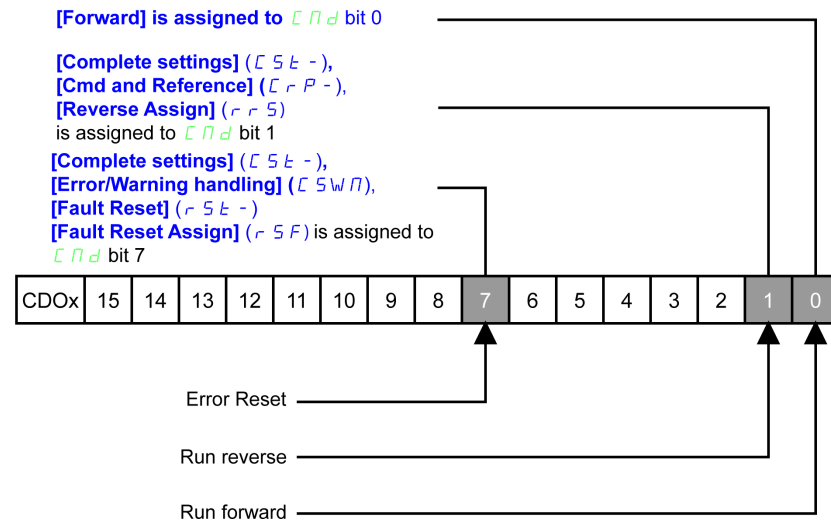 [Forward] is assigned to CMd bit 0
[Complete settings] (CSt-),
[Cmd and Reference] (CrP-),
[Reverse Assign] (rrS)
is assigned to CMd bit 1
[Complete settings] (CSt-),
[Error/Warning handling] (CSWM),
[Fault Reset] (rSt-)
[Fault Reset Assign] (rSF) is assigned to
CMd bit 7
CDOx 15 14 13 12 11 10 9 8 7 6 5 4 3 2 1 0
Error Reset
Run reverse
Run forward